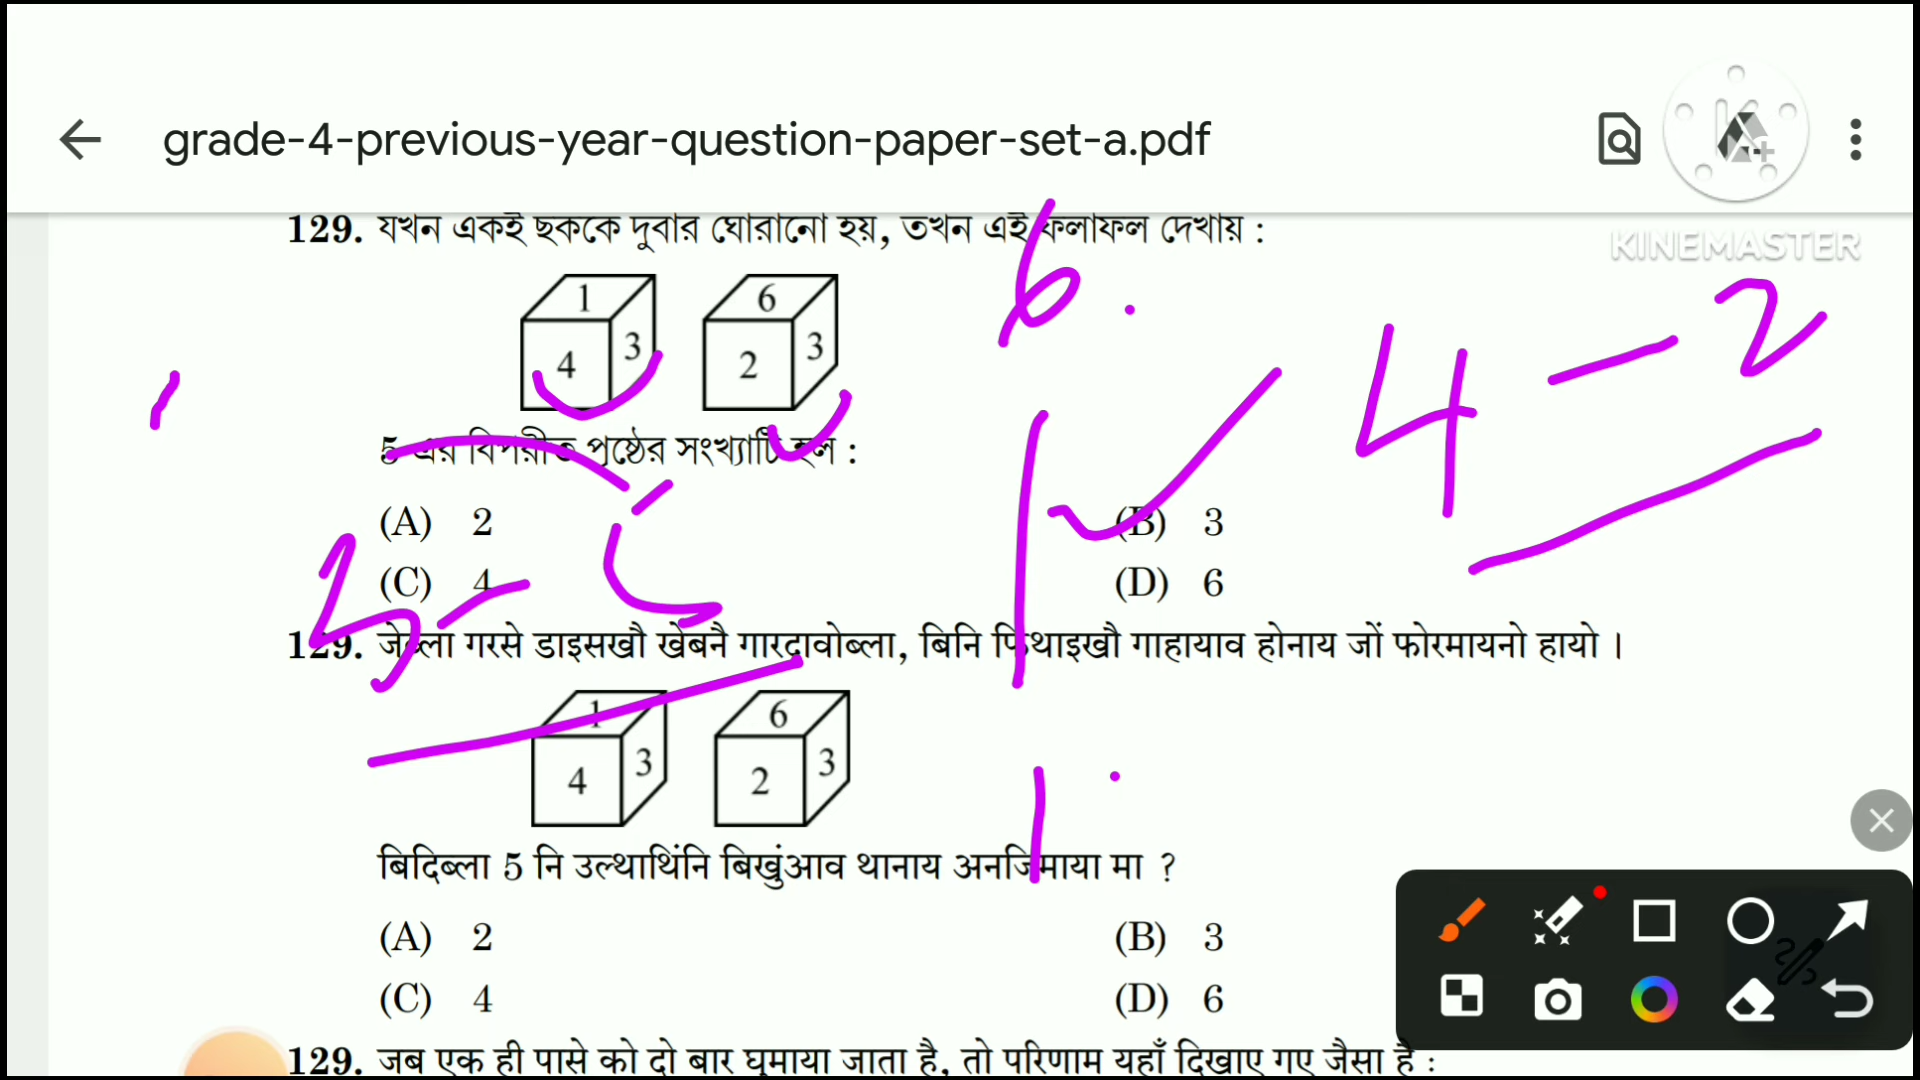 grade-4-previous-year-question-paper-set-a.pdf
KINEMASTER
129. যখন একই ছককে দুবার ঘোরানো হয়, তখন এই ফলাফল দেখায় :
1 4 3 6 2 3
6
4 — 2
5 এর বিপরীত পৃষ্ঠের সংখ্যাটি হল :
(A) 2 (B) 3
(C) 4 (D) 6
129. जेब्ला गरसे डाइसखौ खेबनै गारदावोब्ला, बिनि फिथाइखौ गाहायाव होनाय जों फोरमायनो हायो ।
1 4 3 6 2 3
बिदिब्ला 5 नि उल्थाथिंनि बिखुंआव थानाय अनजिमाया मा ?
(A) 2 (B) 3
(C) 4 (D) 6
129. जब एक ही पासे को दो बार घुमाया जाता है, तो परिणाम यहाँ दिखाए गए जैसा है :